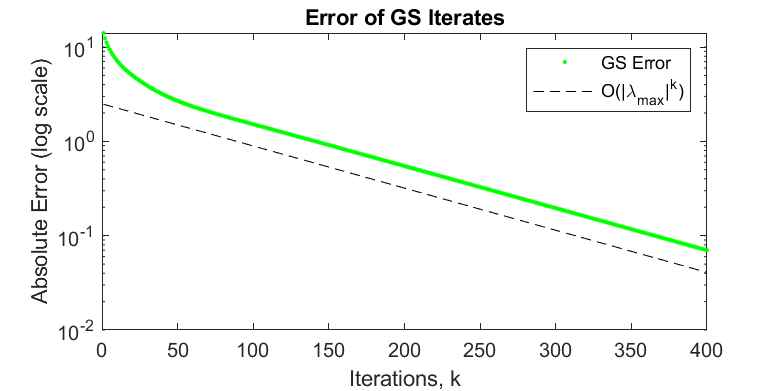 Error of GS Iterates
10^1
10^0
10^-1
10^-2
Absolute Error (log scale)
GS Error
O(|λ_max|^k)
0 50 100 150 200 250 300 350 400
Iterations, k